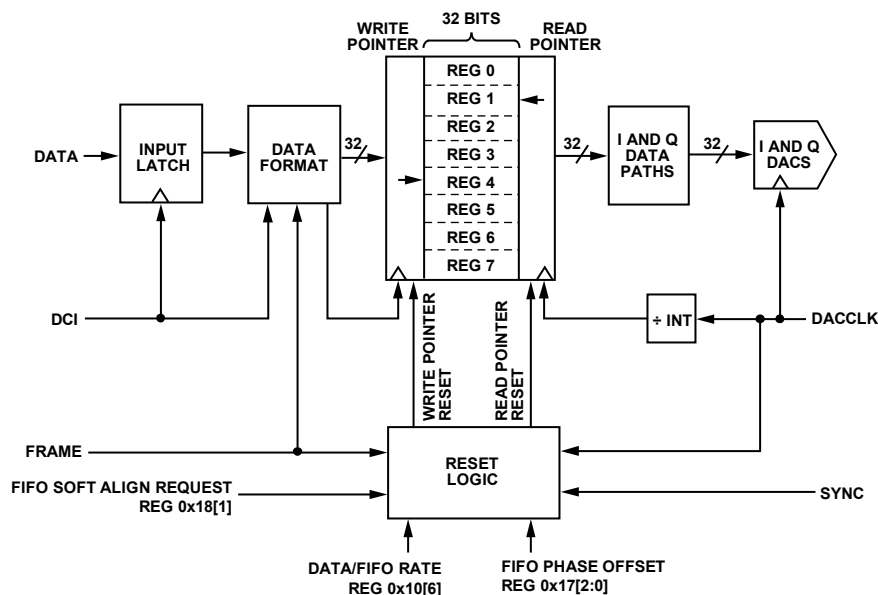 32 BITS
WRITE
POINTER
READ
POINTER
REG 0
REG 1
REG 2
REG 3
REG 4
REG 5
REG 6
REG 7
DATA
INPUT
LATCH
DATA
FORMAT
32
32
I AND Q
DATA
PATHS
32
I AND Q
DACS
DCI
÷ INT
DACCLK
WRITE POINTER
RESET
READ POINTER
RESET
FRAME
RESET
LOGIC
FIFO SOFT ALIGN REQUEST
REG 0x18[1]
SYNC
DATA/FIFO RATE
REG 0x10[6]
FIFO PHASE OFFSET
REG 0x17[2:0]